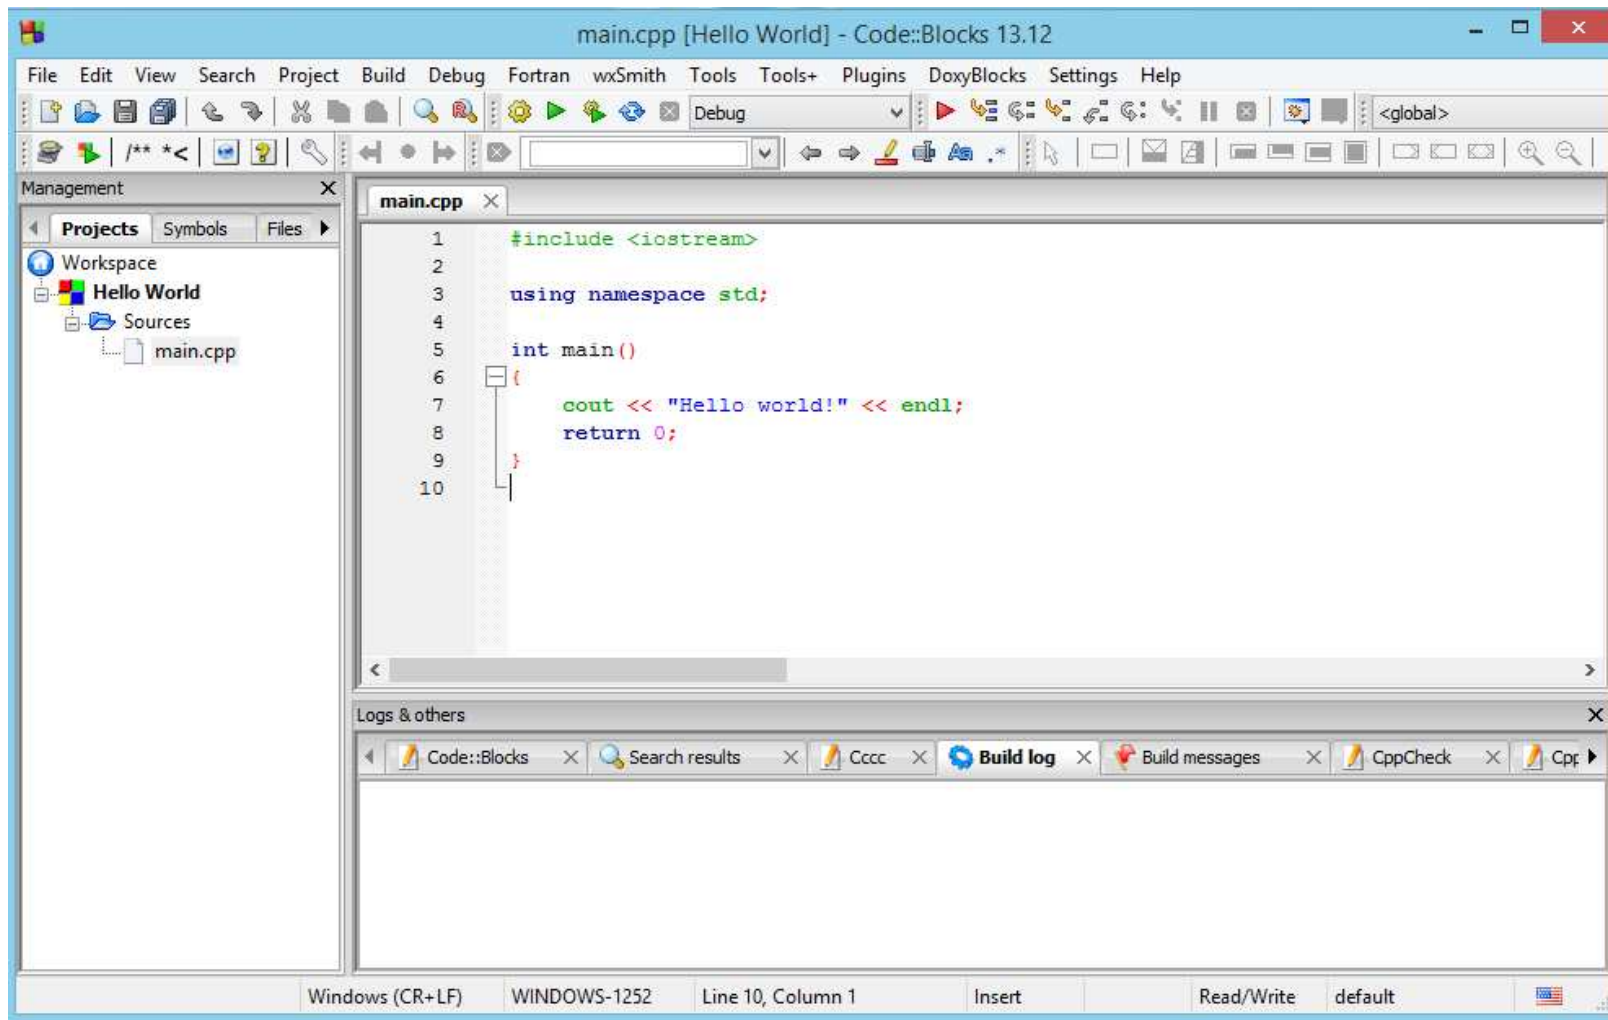 main.cpp [Hello World] - Code::Blocks 13.12
File Edit View Search Project Build Debug Fortran wxSmith Tools Tools+ Plugins DoxyBlocks Settings Help
Debug <global>
/** *<
Management
Projects Symbols Files
Workspace
Hello World
Sources
main.cpp
main.cpp
1 #include <iostream>
2
3 using namespace std;
4
5 int main()
6 {
7 cout << "Hello world!" << endl;
8 return 0;
9 }
10
Logs & others
Code::Blocks Search results Cccc Build log Build messages CppCheck Cpp
Windows (CR+LF) WINDOWS-1252 Line 10, Column 1 Insert Read/Write default